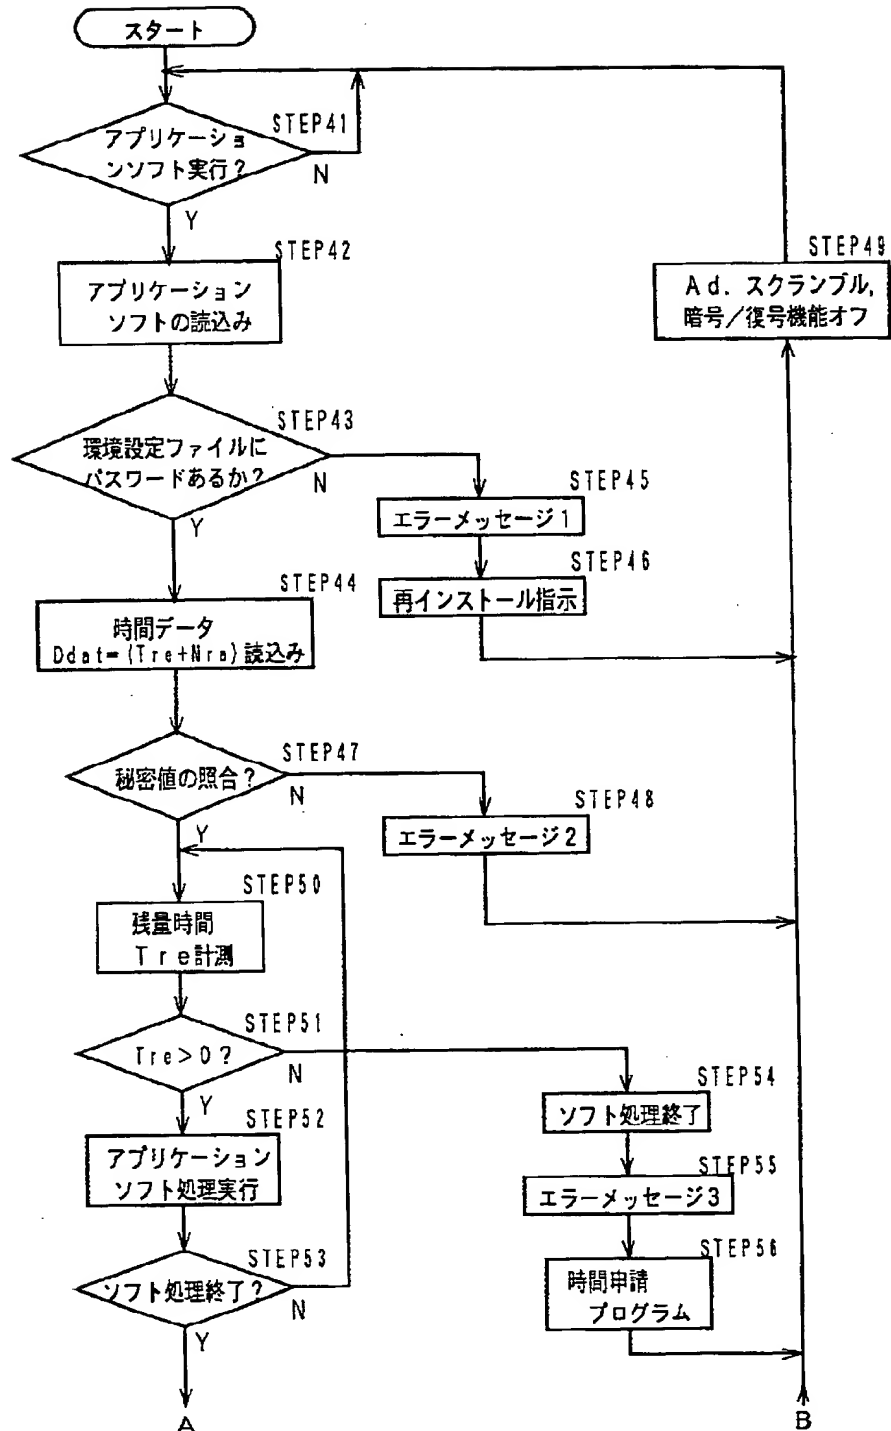 スタート
STEP41
アプリケーショ
ンソフト実行?
N
Y
STEP42
アプリケーション
ソフトの読込み
STEP49
Ad. スクランブル,
暗号/復号機能オフ
STEP43
環境設定ファイルに
パスワードあるか?
N
Y
STEP45
エラーメッセージ1
STEP46
再インストール指示
STEP44
時間データ
Ddat=(Tre+Nra)読込み
STEP47
秘密値の照合?
N
Y
STEP48
エラーメッセージ2
STEP50
残量時間
Tre計測
STEP51
Tre>0?
N
Y
STEP54
ソフト処理終了
STEP52
アプリケーション
ソフト処理実行
STEP55
エラーメッセージ3
STEP53
ソフト処理終了?
N
Y
STEP56
時間申請
プログラム
A
B